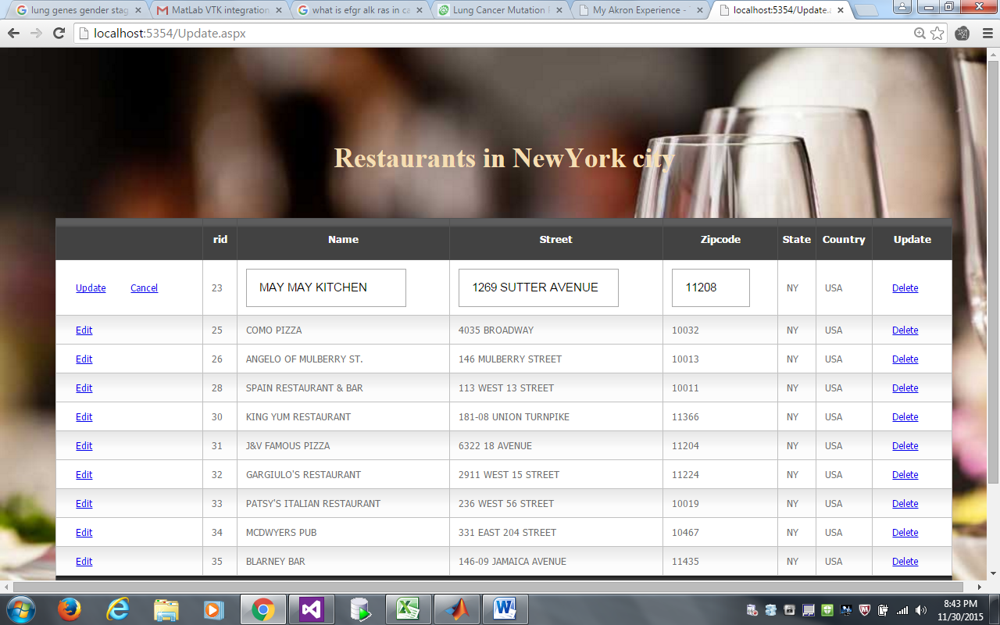 lung genes gender stag
MatLab VTK integration
what is efgr alk ras in ca
Lung Cancer Mutation
My Akron Experience -
localhost:5354/Update.a
localhost:5354/Update.aspx
Restaurants in NewYork city
rid Name Street Zipcode State Country Update
Update Cancel 23 MAY MAY KITCHEN 1269 SUTTER AVENUE 11208 NY USA Delete
Edit 25 COMO PIZZA 4035 BROADWAY 10032 NY USA Delete
Edit 26 ANGELO OF MULBERRY ST. 146 MULBERRY STREET 10013 NY USA Delete
Edit 28 SPAIN RESTAURANT & BAR 113 WEST 13 STREET 10011 NY USA Delete
Edit 30 KING YUM RESTAURANT 181-08 UNION TURNPIKE 11366 NY USA Delete
Edit 31 J&V FAMOUS PIZZA 6322 18 AVENUE 11204 NY USA Delete
Edit 32 GARGIULO'S RESTAURANT 2911 WEST 15 STREET 11224 NY USA Delete
Edit 33 PATSY'S ITALIAN RESTAURANT 236 WEST 56 STREET 10019 NY USA Delete
Edit 34 MCDWYERS PUB 331 EAST 204 STREET 10467 NY USA Delete
Edit 35 BLARNEY BAR 146-09 JAMAICA AVENUE 11435 NY USA Delete
8:43 PM
11/30/2015